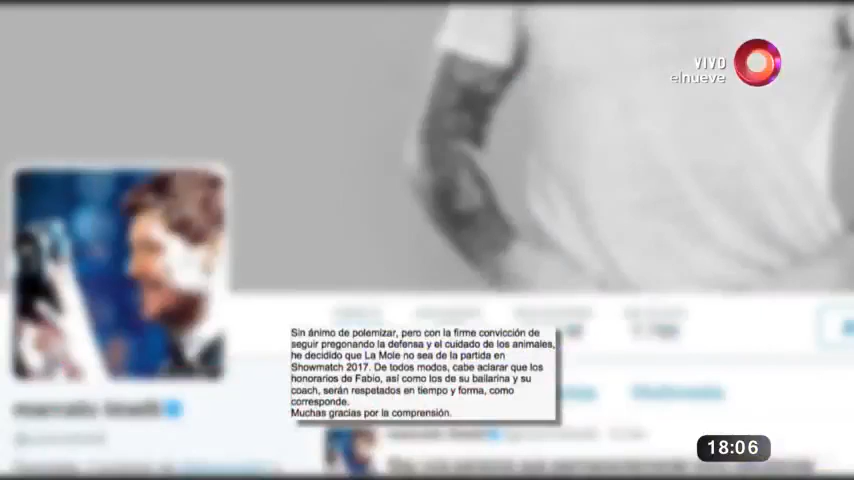 VIVO
elnueve
Sin ánimo de polemizar, pero con la firme convicción de
seguir pregonando la defensa y el cuidado de los animales,
he decidido que La Mole no sea de la partida en
Showmatch 2017. De todos modos, cabe aclarar que los
honorarios de Fabio, así como los de su bailarina y su
coach, serán respetados en tiempo y forma, como
corresponde.
Muchas gracias por la comprensión.
18:06